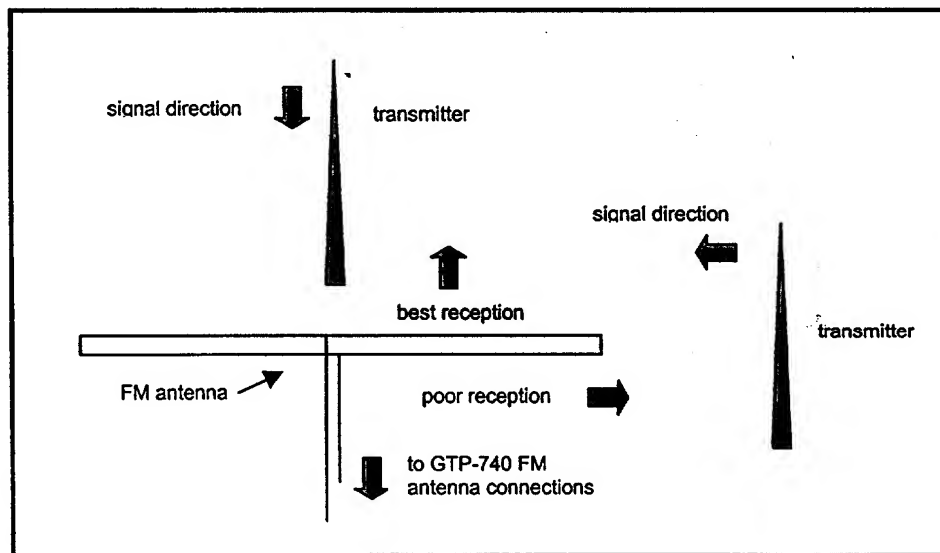 signal direction
transmitter
signal direction
best reception
transmitter
FM antenna
poor reception
to GTP-740 FM
antenna connections